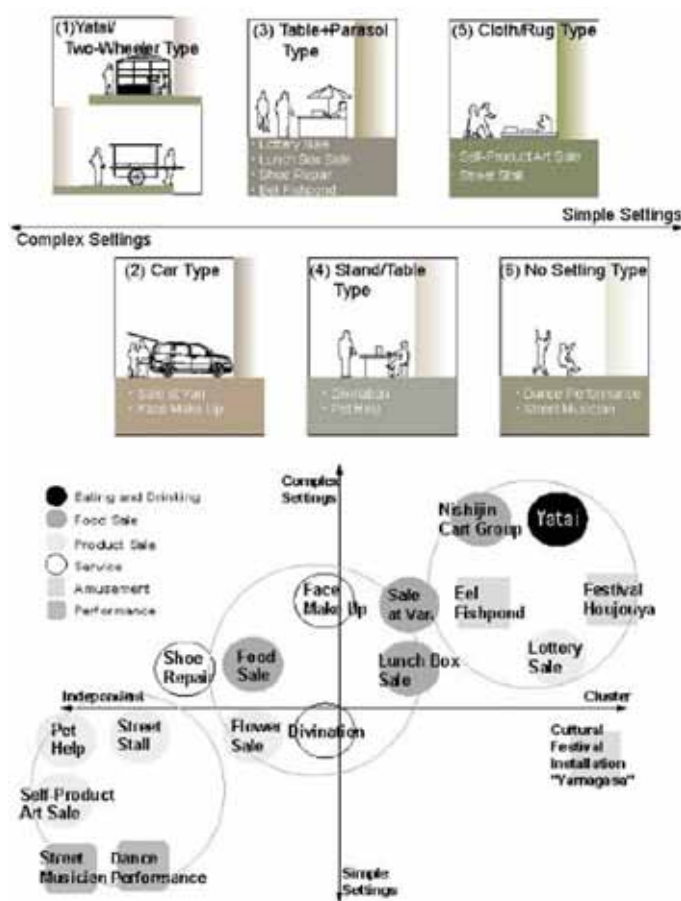 (1)Yatai/
Two-Wheeler Type
(3) Table+Parasol
Type
• Lottery Sale
• Lunch Box Sale
• Shoe Repair
• Eel Fishpond
(5) Cloth/Rug Type
• Self-Product Art Sale
Street Stall
Simple Settings
Complex Settings
(2) Car Type
• Sale at Van
• Face Make Up
(4) Stand/Table
Type
• Divination
• Pet Help
(6) No Setting Type
• Dance Performance
• Street Musician
Eating and Drinking
Food Sale
Product Sale
Service
Amusement
Performance
Complex
Settings
Nishijin
Cart Group
Yatai
Face
Make Up
Sale
at Van
Eel
Fishpond
Festival
Houjouya
Shoe
Repair
Food
Sale
Lunch Box
Sale
Lottery
Sale
Independent
Cluster
Pet
Help
Street
Stall
Flower
Sale
Divination
Cultural
Festival
Installation
"Yamagasa"
Self-Product
Art Sale
Street
Musician
Dance
Performance
Simple
Settings